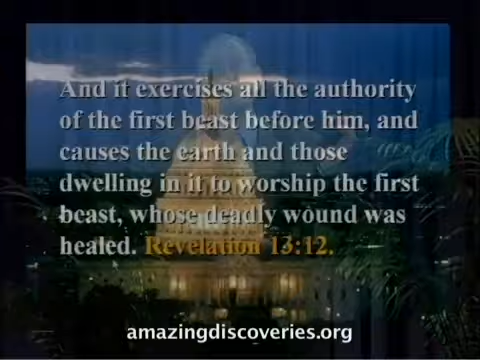 And it exercises all the authority
of the first beast before him, and
causes the earth and those
dwelling in it to worship the first
beast, whose deadly wound was
healed. Revelation 13:12.
amazingdiscoveries.org